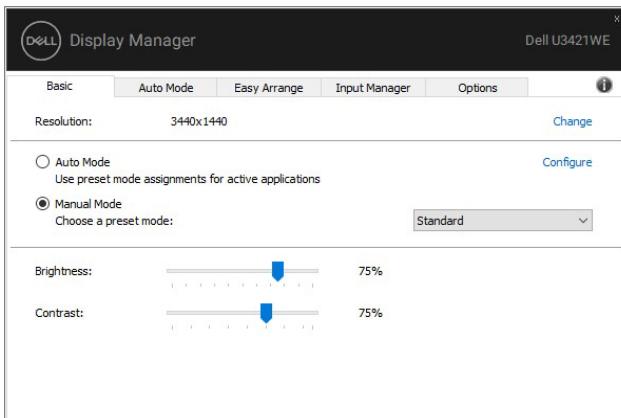 x
DELL Display Manager
Dell U3421WE
Basic Auto Mode Easy Arrange Input Manager Options
Resolution: 3440x1440 Change
Auto Mode Configure
Use preset mode assignments for active applications
Manual Mode
Choose a preset mode: Standard
Brightness: 75%
Contrast: 75%